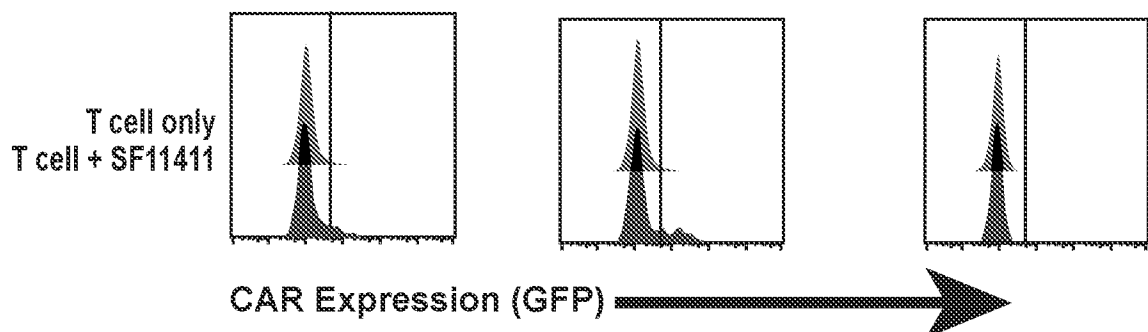 T cell only
T cell + SF11411
CAR Expression (GFP)